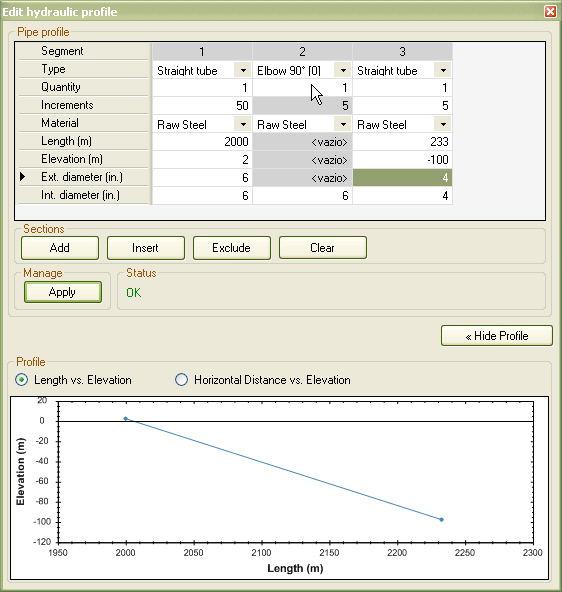 Edit hydraulic profile
Pipe profile
Segment 1 2 3
Type Straight tube Elbow 90° [0] Straight tube
Quantity 1 1 1
Increments 50 5 5
Material Raw Steel Raw Steel Raw Steel
Length (m) 2000 <vazio> 233
Elevation (m) 2 <vazio> -100
Ext. diameter (in.) 6 <vazio> 4
Int. diameter (in.) 6 6 4
Sections
Add Insert Exclude Clear
Manage Status
Apply OK
« Hide Profile
Profile
Length vs. Elevation Horizontal Distance vs. Elevation
20
0
-20
-40
-60
-80
-100
-120
Elevation (m)
1950 2000 2050 2100 2150 2200 2250 2300
Length (m)